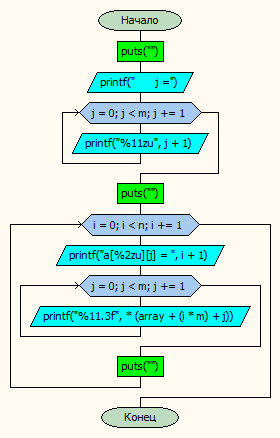 Начало
puts("")
printf("      j =")
j = 0; j < m; j += 1
printf("%11zu", j + 1)
puts("")
i = 0; i < n; i += 1
printf("a[%2zu][j] = ", i + 1)
j = 0; j < m; j += 1
printf("%11.3f", * (array + (i * m) + j))
puts("")
Конец